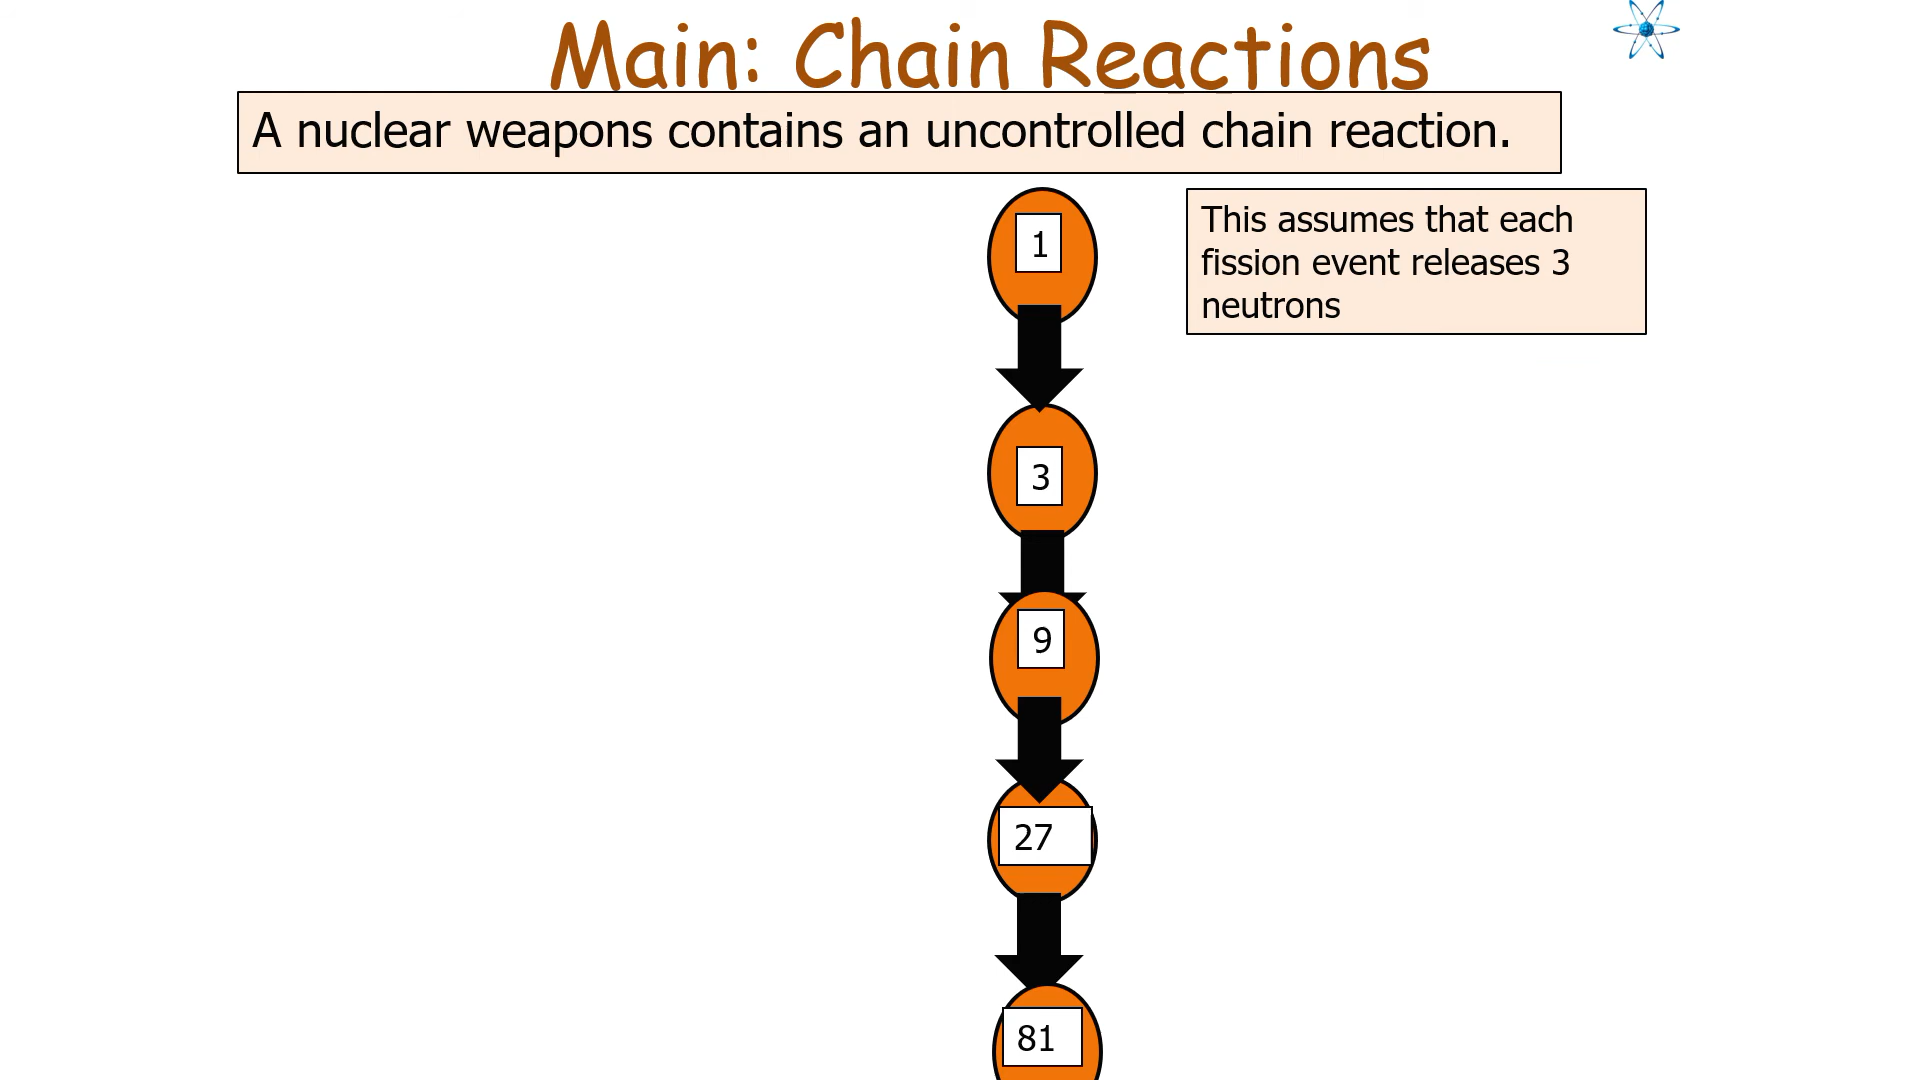 Main: Chain Reactions
A nuclear weapons contains an uncontrolled chain reaction.
1
This assumes that each
fission event releases 3
neutrons
3
9
27
81